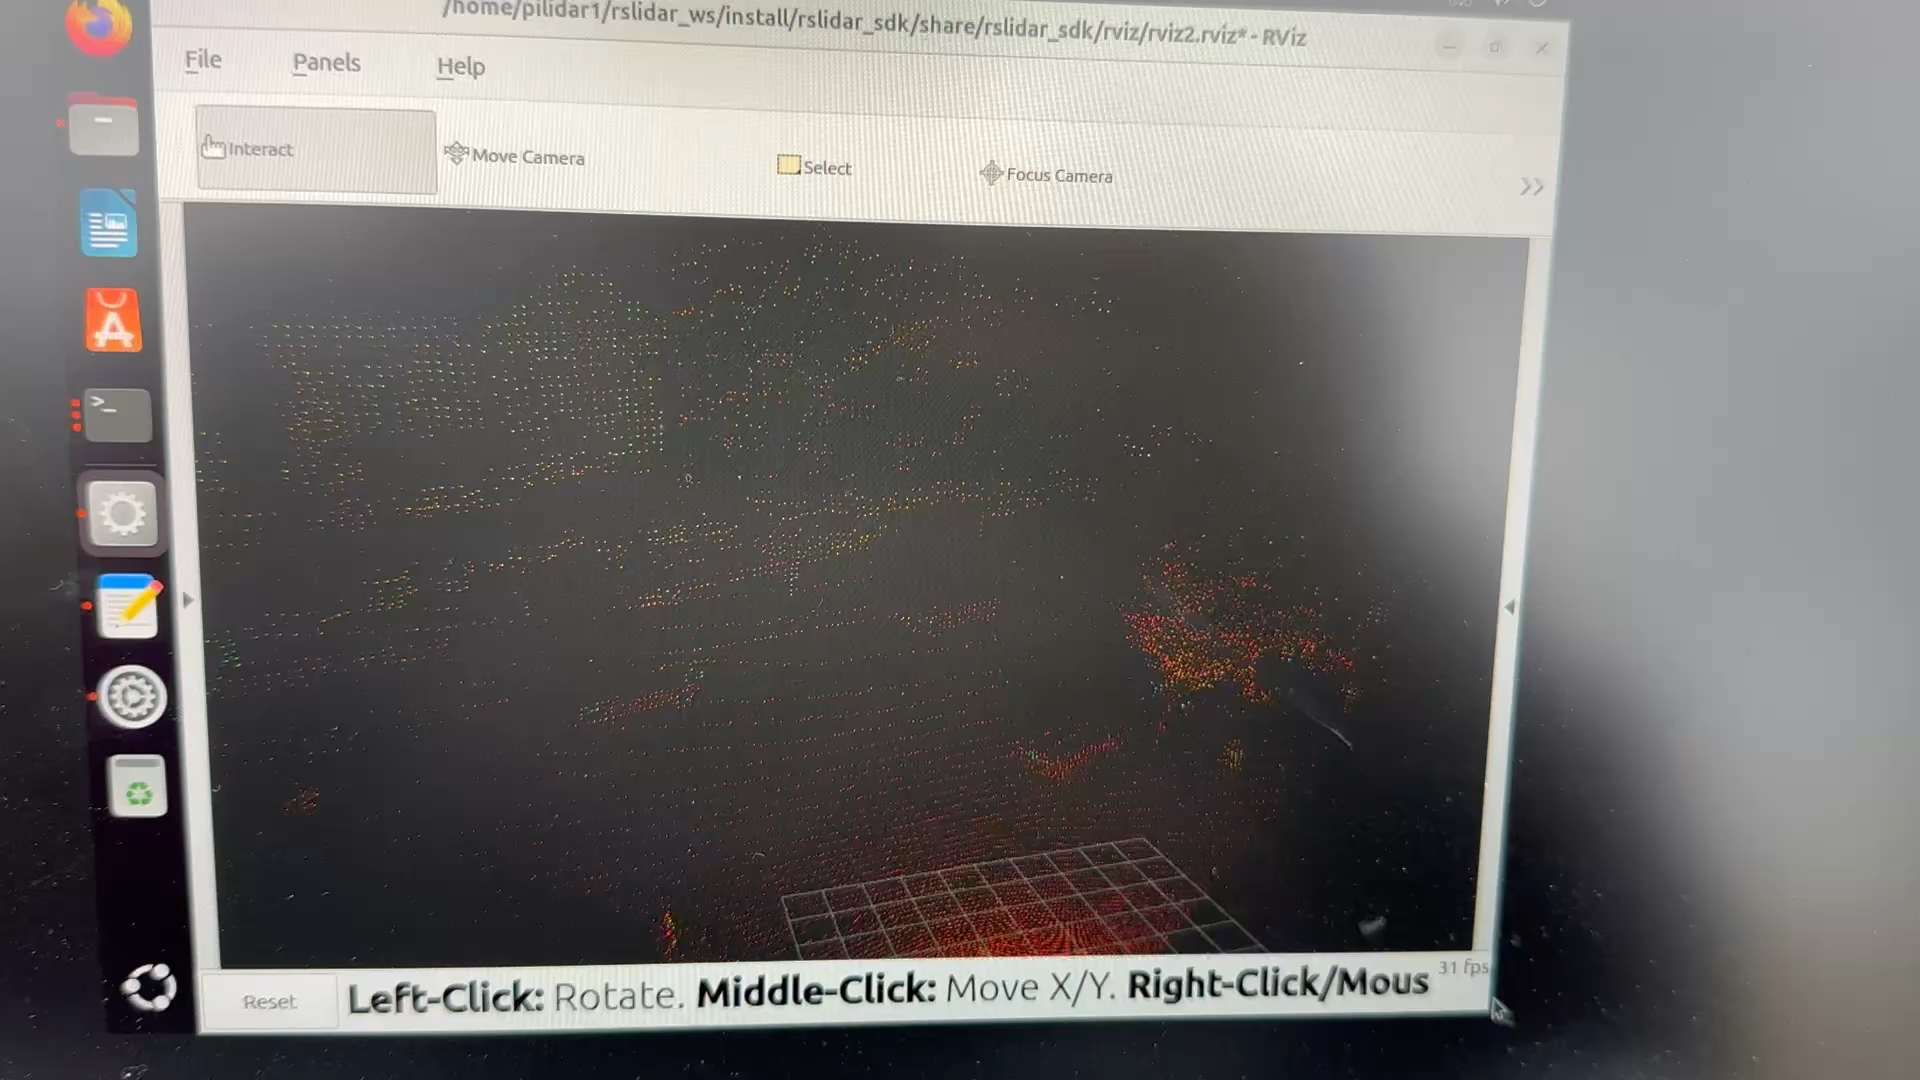 /home/pilidar1/rslidar_ws/install/rslidar_sdk/share/rslidar_sdk/rviz/rviz2.rviz* - RViz
File Panels Help
Interact Move Camera Select Focus Camera
Reset Left-Click: Rotate. Middle-Click: Move X/Y. Right-Click/Mous 31 fps